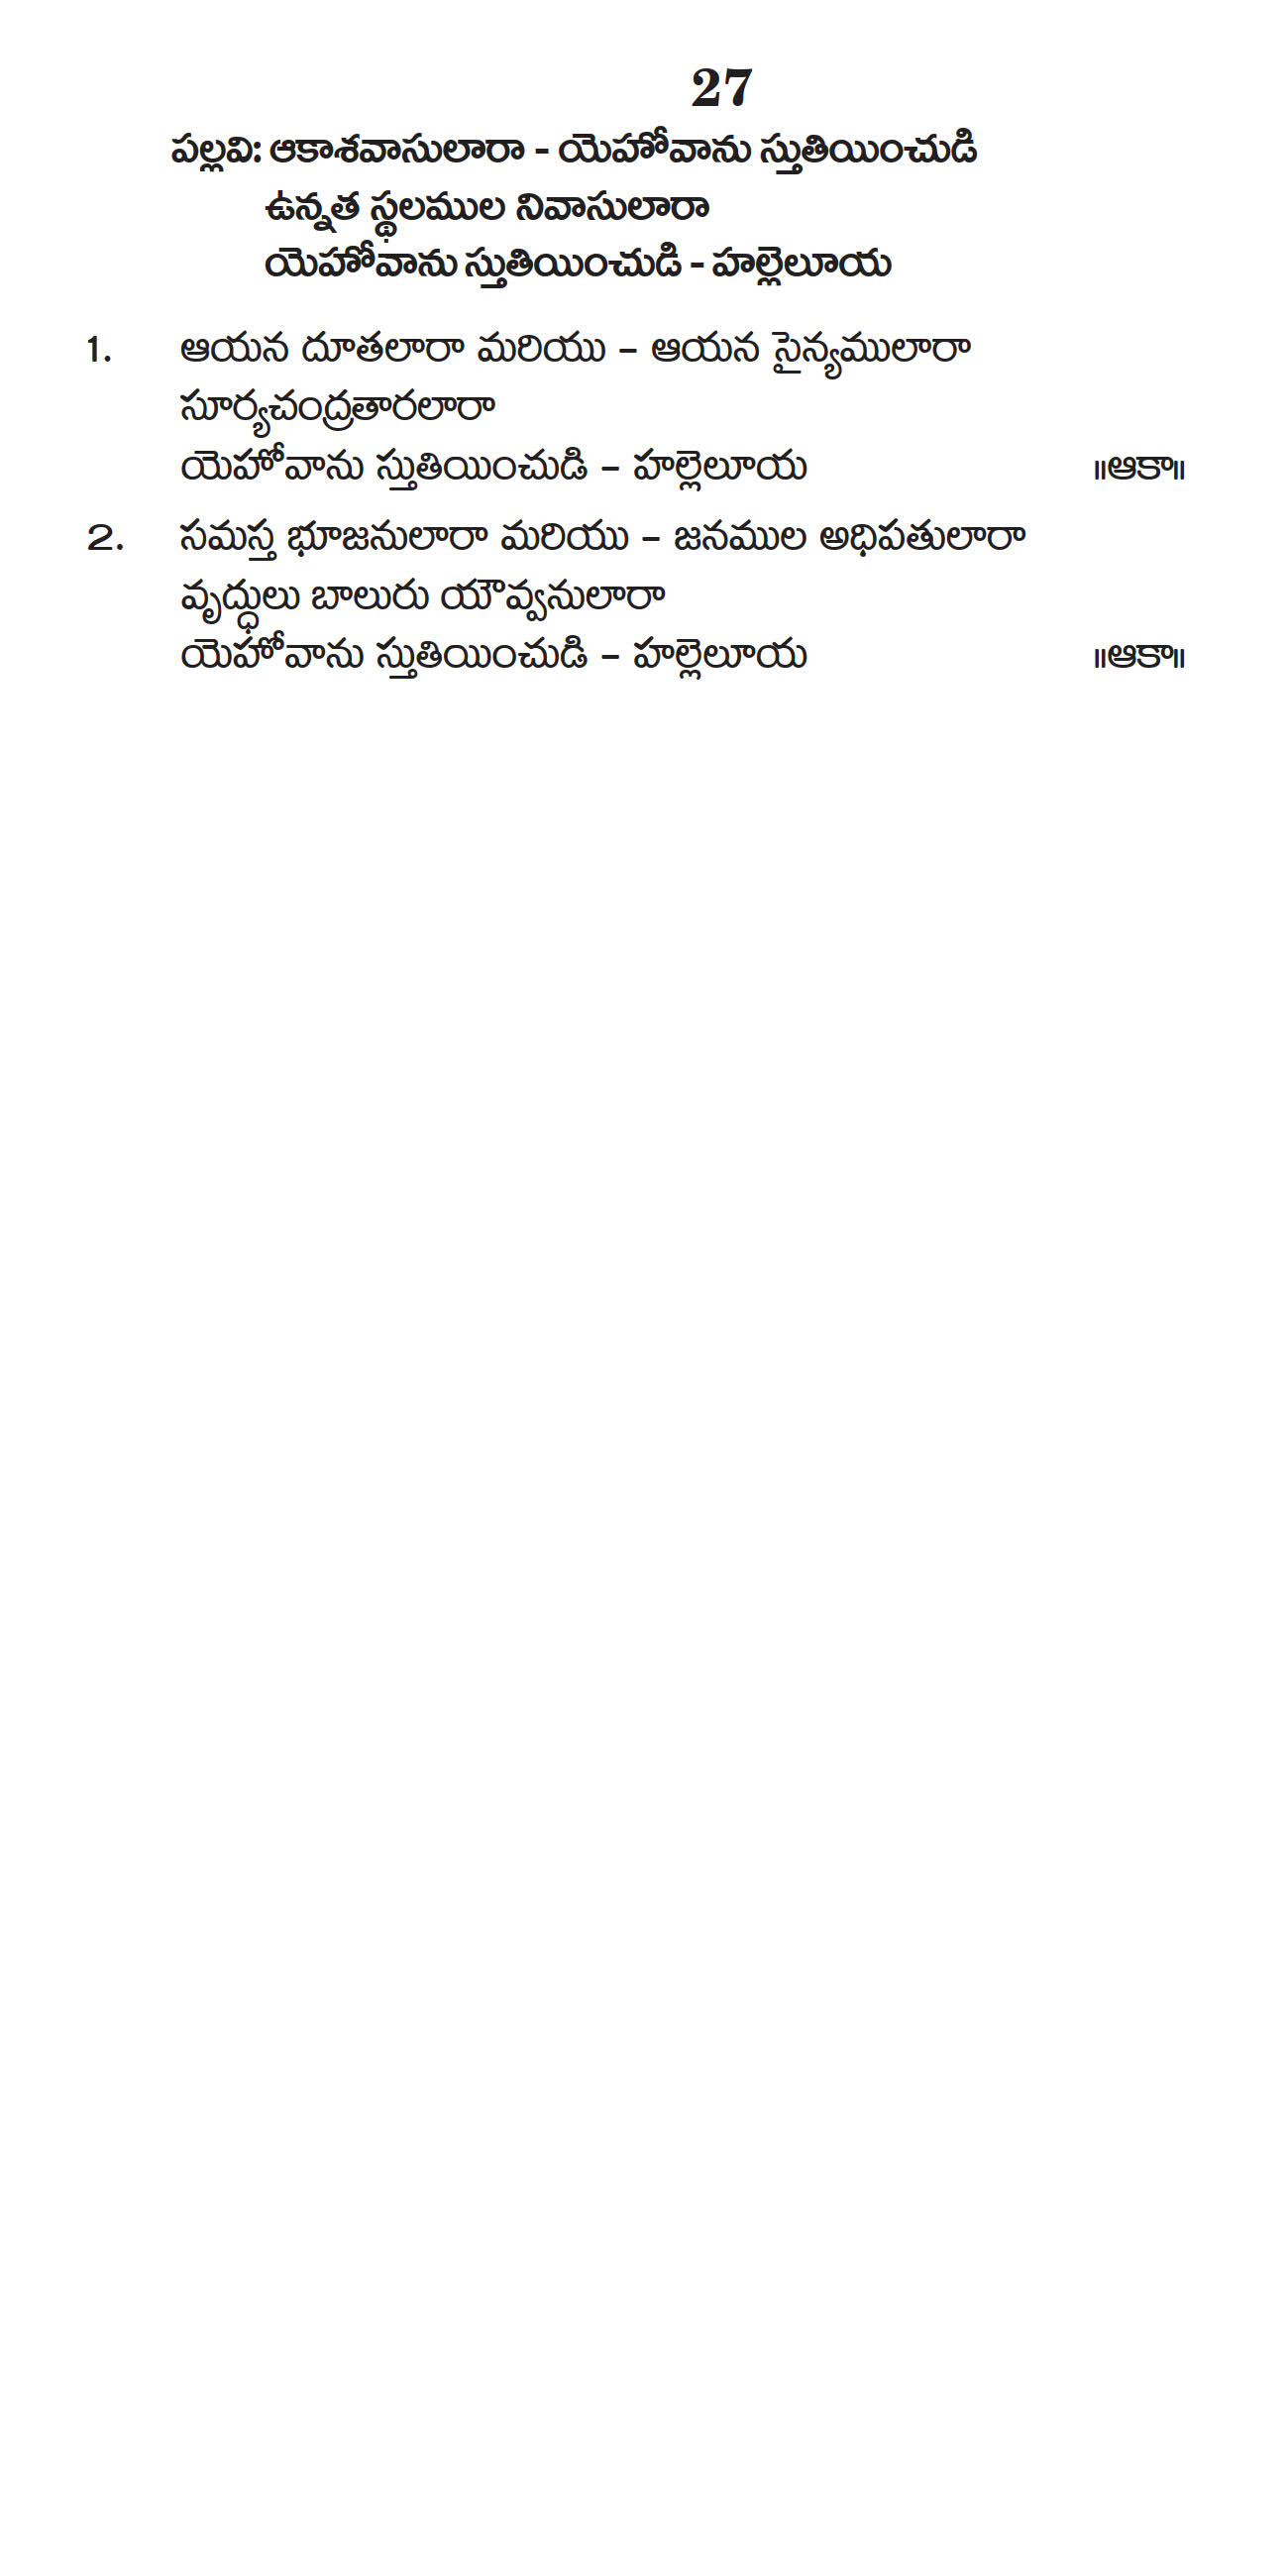 27
పల్లవి: ఆకాశవాసులారా - యెహోవాను స్తుతియించుడి
ఉన్నత స్థలముల నివాసులారా
యెహోవాను స్తుతియించుడి - హల్లెలూయ
1. ఆయన దూతలారా మరియు – ఆయన సైన్యములారా
సూర్యచంద్రతారలారా
యెహోవాను స్తుతియించుడి – హల్లెలూయ ॥ఆకా॥
2. సమస్త భూజనులారా మరియు – జనముల అధిపతులారా
వృద్ధులు బాలురు యౌవ్వనులారా
యెహోవాను స్తుతియించుడి – హల్లెలూయ ॥ఆకా॥